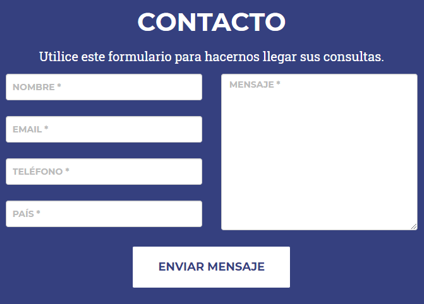 CONTACTO
Utilice este formulario para hacernos llegar sus consultas.
NOMBRE *
EMAIL *
TELÉFONO *
PAÍS *
MENSAJE *
ENVIAR MENSAJE